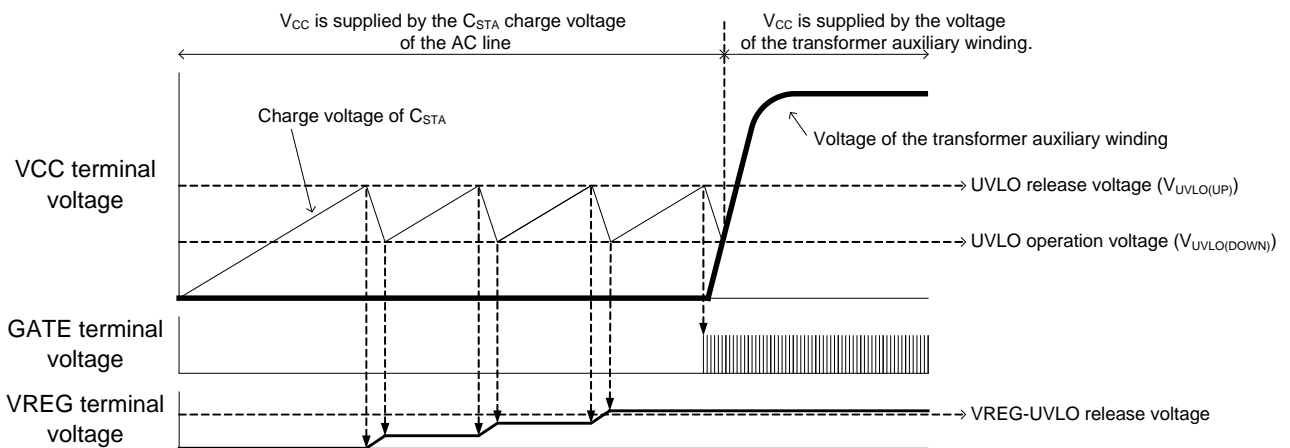 VCC is supplied by the CSTA charge voltage
of the AC line
VCC is supplied by the voltage
of the transformer auxiliary winding.
Charge voltage of CSTA
Voltage of the transformer auxiliary winding
VCC terminal
voltage
UVLO release voltage (VUVLO(UP))
UVLO operation voltage (VUVLO(DOWN))
GATE terminal
voltage
VREG terminal
voltage
VREG-UVLO release voltage